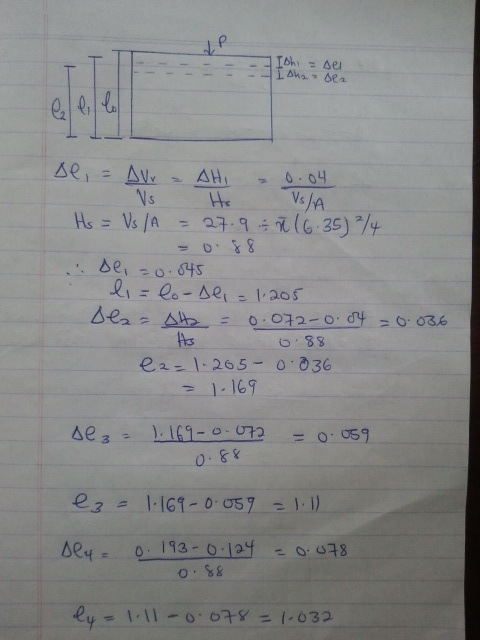 P
Δh1 = Δe1
Δh2 = Δe2
e2 e1 e0
Δe1 = ΔVv/Vs = ΔH1/Hs = 0.04/(Vs/A)
Hs = Vs/A = 27.9 ÷ π(6.35)²/4
= 0.88
∴ Δe1 = 0.045
e1 = e0 - Δe1 = 1.205
Δe2 = ΔH2/Hs = (0.072-0.04)/0.88 = 0.036
e2 = 1.205 - 0.036
= 1.169
Δe3 = (1.169-0.072)/0.88 = 0.059
e3 = 1.169-0.059 = 1.11
Δe4 = (0.193-0.124)/0.88 = 0.078
e4 = 1.11 - 0.078 = 1.032